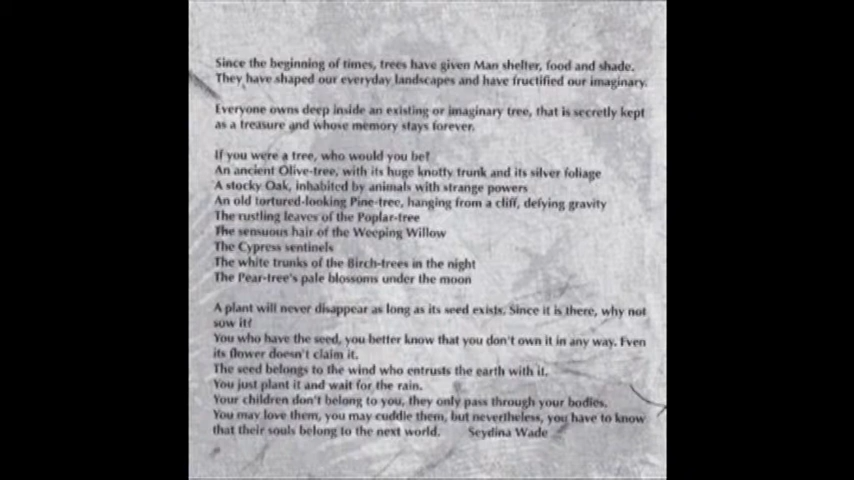 Since the beginning of times, trees have given Man shelter, food and shade.
They have shaped our everyday landscapes and have fructified our imaginary.
Everyone owns deep inside an existing or imaginary tree, that is secretly kept
as a treasure and whose memory stays forever.
If you were a tree, who would you be?
An ancient Olive-tree, with its huge knotty trunk and its silver foliage
A stocky Oak, inhabited by animals with strange powers
An old tortured-looking Pine-tree, hanging from a cliff, defying gravity
The rustling leaves of the Poplar-tree
The sensuous hair of the Weeping Willow
The Cypress sentinels
The white trunks of the Birch-trees in the night
The Pear-tree's pale blossoms under the moon
A plant will never disappear as long as its seed exists. Since it is there, why not
sow it?
You who have the seed, you better know that you don't own it in any way. Even
its flower doesn't claim it.
The seed belongs to the wind who entrusts the earth with it.
You just plant it and wait for the rain.
Your children don't belong to you, they only pass through your bodies.
You may love them, you may cuddle them, but nevertheless, you have to know
that their souls belong to the next world. Seydina Wade